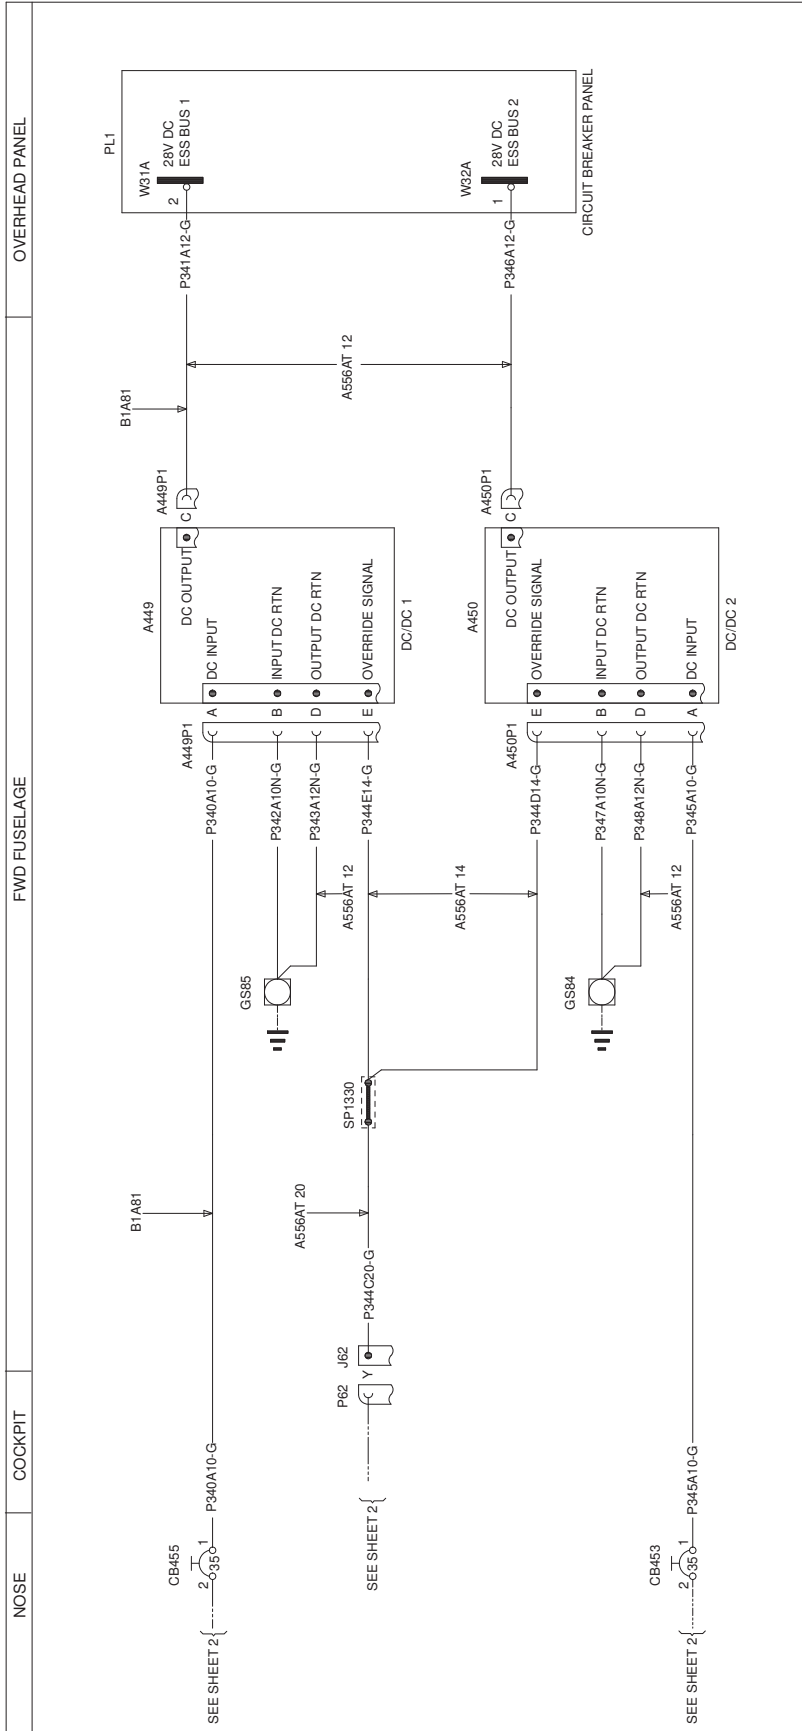 NOSE
COCKPIT
FWD FUSELAGE
OVERHEAD PANEL
PL1
W31A
28V DC
ESS BUS 1
2
P341A12-G
W32A
28V DC
ESS BUS 2
1
P346A12-G
CIRCUIT BREAKER PANEL
B1A81
A556AT 12
A449P1
C
A449
DC OUTPUT
DC INPUT
INPUT DC RTN
OUTPUT DC RTN
OVERRIDE SIGNAL
DC/DC 1
A450P1
C
A450
DC OUTPUT
OVERRIDE SIGNAL
INPUT DC RTN
OUTPUT DC RTN
DC INPUT
DC/DC 2
A449P1
A
B
D
E
P340A10-G
P342A10N-G
P343A12N-G
P344E14-G
A450P1
E
B
D
A
P344D14-G
P347A10N-G
P348A12N-G
P345A10-G
A556AT 12
A556AT 14
A556AT 12
GS85
GS84
SP1330
B1A81
A556AT 20
P344C20-G
J62
Y
P62
SEE SHEET 2
P340A10-G
CB455
1
35
2
SEE SHEET 2
P345A10-G
CB453
1
35
2
SEE SHEET 2